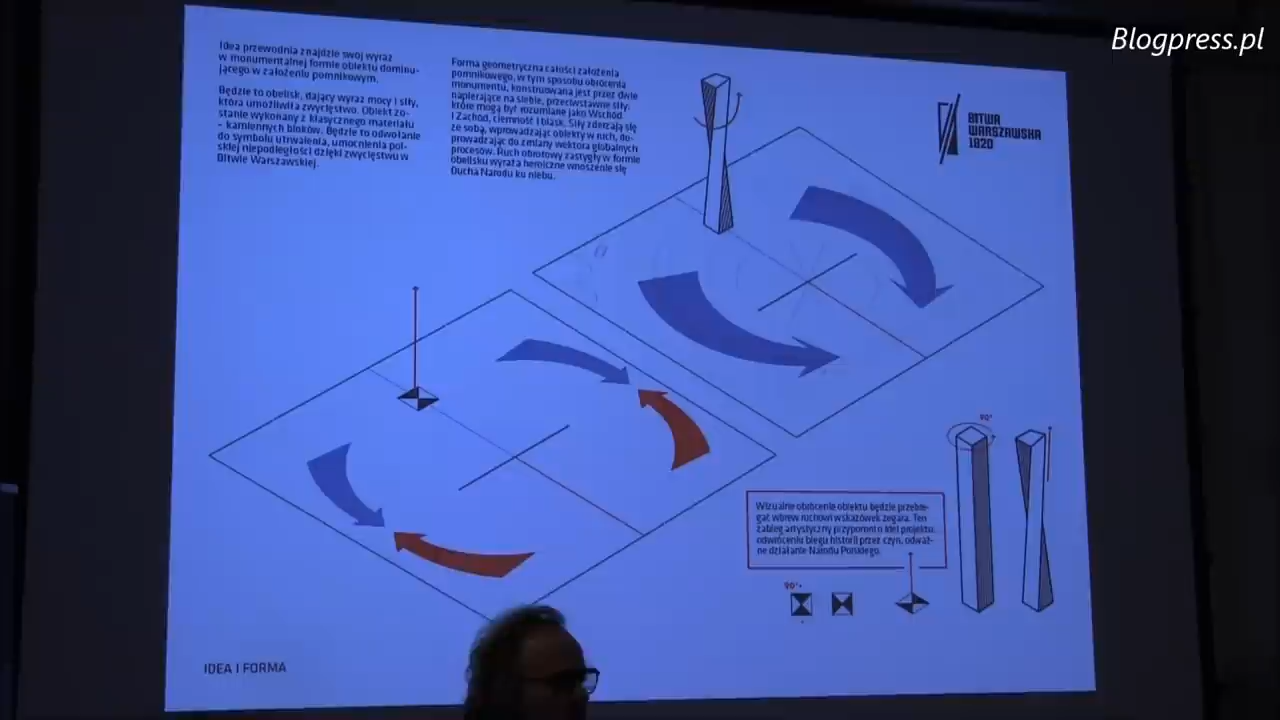 Blogpress.pl
Idea przewodnia znajdzie swój wyraz
w monumentalnej formie obiektu dominu-
jącego w założeniu pomnikowym.
Będzie to obelisk, dający wyraz mocy i siły,
która umożliwiła zwycięstwo. Obiekt zo-
stanie wykonany z klasycznego materiału
- kamiennych bloków. Będzie to odwołanie
do symbolu utrwalenia, umocnienia pol-
skiej niepodległości dzięki zwycięstwu w
Bitwie Warszawskiej.
Forma geometryczna całości założenia
pomnikowego, w tym sposobu obrócenia
monumentu, konstruowana jest przez dwie
napierające na siebie, przeciwstawne siły,
które mogą być rozumiane jako Wschód
i Zachód, ciemność i blask. Siły zderzają się
ze sobą, wprowadzając obiekty w ruch, do-
prowadzając do zmiany wektora globalnych
procesów. Ruch obrotowy zastygły w formie
obelisku wyraża heroiczne wnoszenie się
Ducha Narodu ku niebu.
BITWA
WARSZAWSKA
1920
90°
Wizualne obrócenie obiektu będzie przebie-
gać wbrew ruchowi wskazówek zegara. Ten
zabieg artystyczny przypomni o idei projektu:
odwróceniu biegu historii przez czyn, odważ-
ne działanie Narodu Polskiego.
90°
IDEA I FORMA